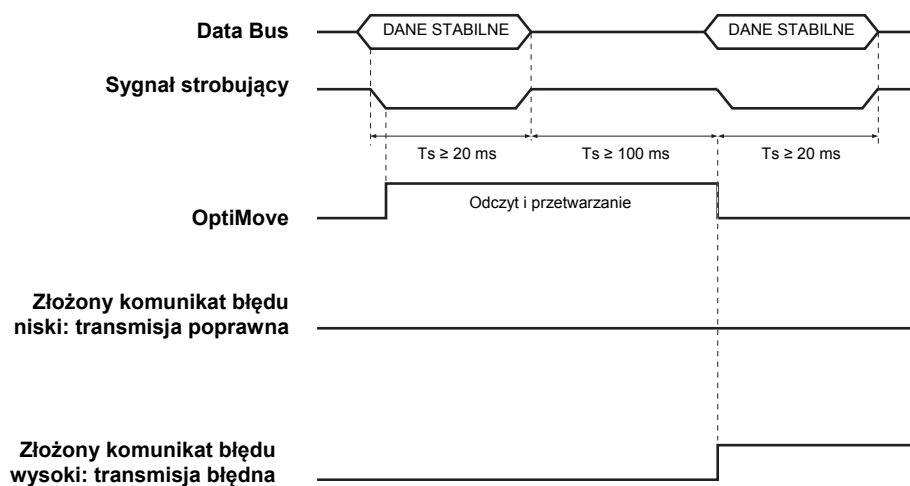 Data Bus
DANE STABILNE
DANE STABILNE
Sygnał strobujący
Ts ≥ 20 ms
Ts ≥ 100 ms
Ts ≥ 20 ms
OptiMove
Odczyt i przetwarzanie
Złożony komunikat błędu
niski: transmisja poprawna
Złożony komunikat błędu
wysoki: transmisja błędna